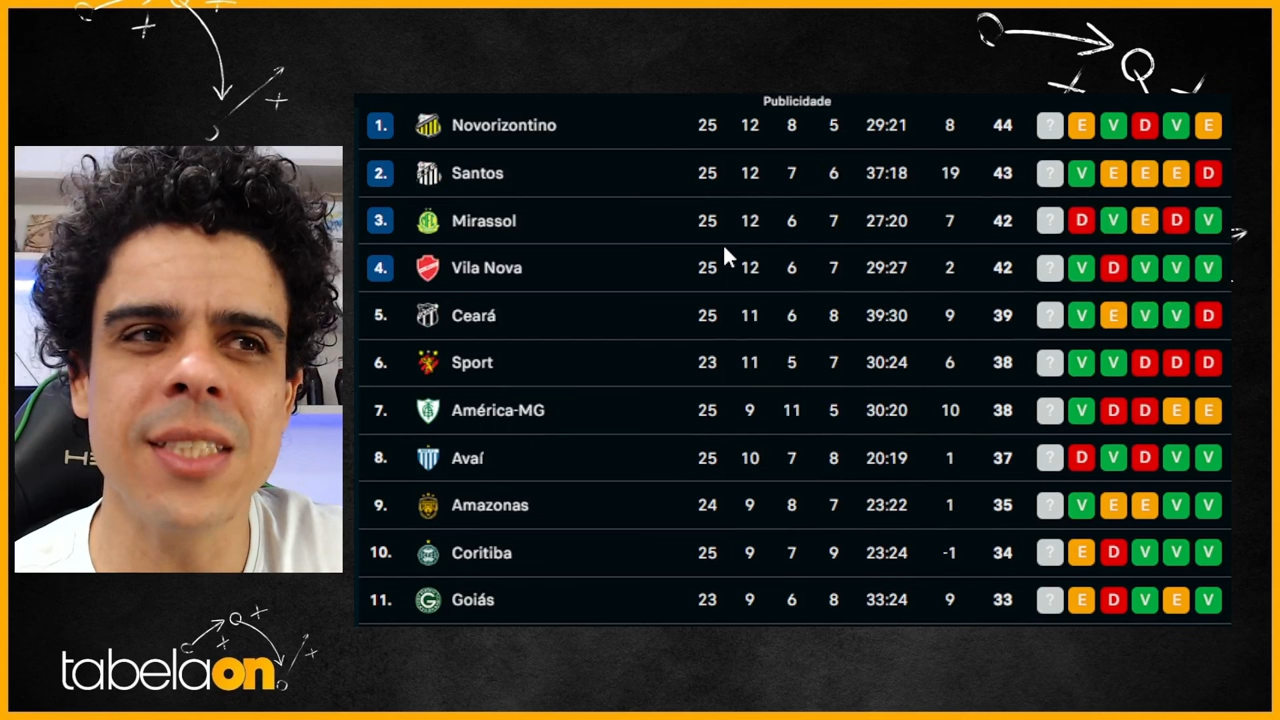 Publicidade
1. Novorizontino 25 12 8 5 29:21 8 44 ? E V D V E
2. Santos 25 12 7 6 37:18 19 43 ? V E E E D
3. Mirassol 25 12 6 7 27:20 7 42 ? D V E D V
4. Vila Nova 25 12 6 7 29:27 2 42 ? V D V V V
5. Ceará 25 11 6 8 39:30 9 39 ? V E V V D
6. Sport 23 11 5 7 30:24 6 38 ? V V D D D
7. América-MG 25 9 11 5 30:20 10 38 ? V D D E E
8. Avaí 25 10 7 8 20:19 1 37 ? D V D V V
9. Amazonas 24 9 8 7 23:22 1 35 ? V E E V V
10. Coritiba 25 9 7 9 23:24 -1 34 ? E D V V V
11. Goiás 23 9 6 8 33:24 9 33 ? E D V E V
tabelaon